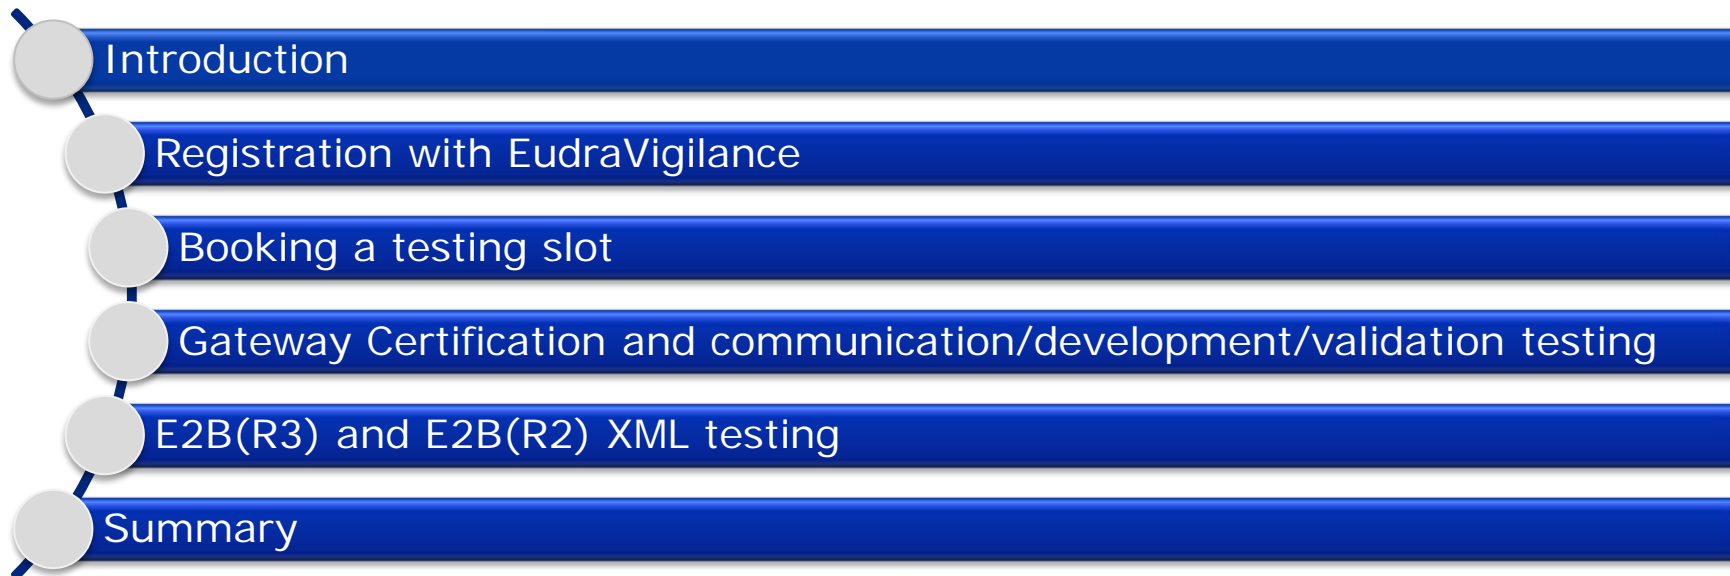 Introduction
Registration with EudraVigilance
Booking a testing slot
Gateway Certification and communication/development/validation testing
E2B(R3) and E2B(R2) XML testing
Summary